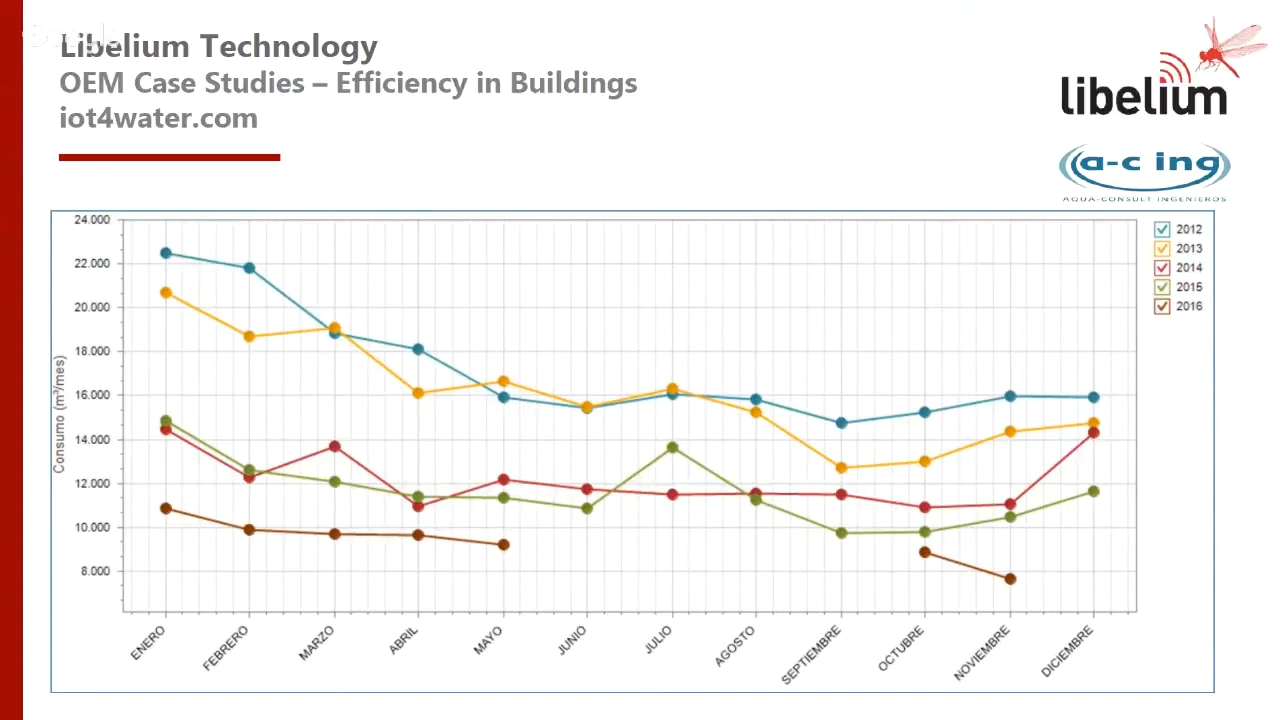 Libelium Technology
OEM Case Studies – Efficiency in Buildings
iot4water.com
libelium
a-c ing
AQUA-CONSULT INGENIEROS
24.000
22.000
20.000
18.000
16.000
14.000
12.000
10.000
8.000
Consumo (m³/mes)
2012
2013
2014
2015
2016
ENERO
FEBRERO
MARZO
ABRIL
MAYO
JUNIO
JULIO
AGOSTO
SEPTIEMBRE
OCTUBRE
NOVIEMBRE
DICIEMBRE